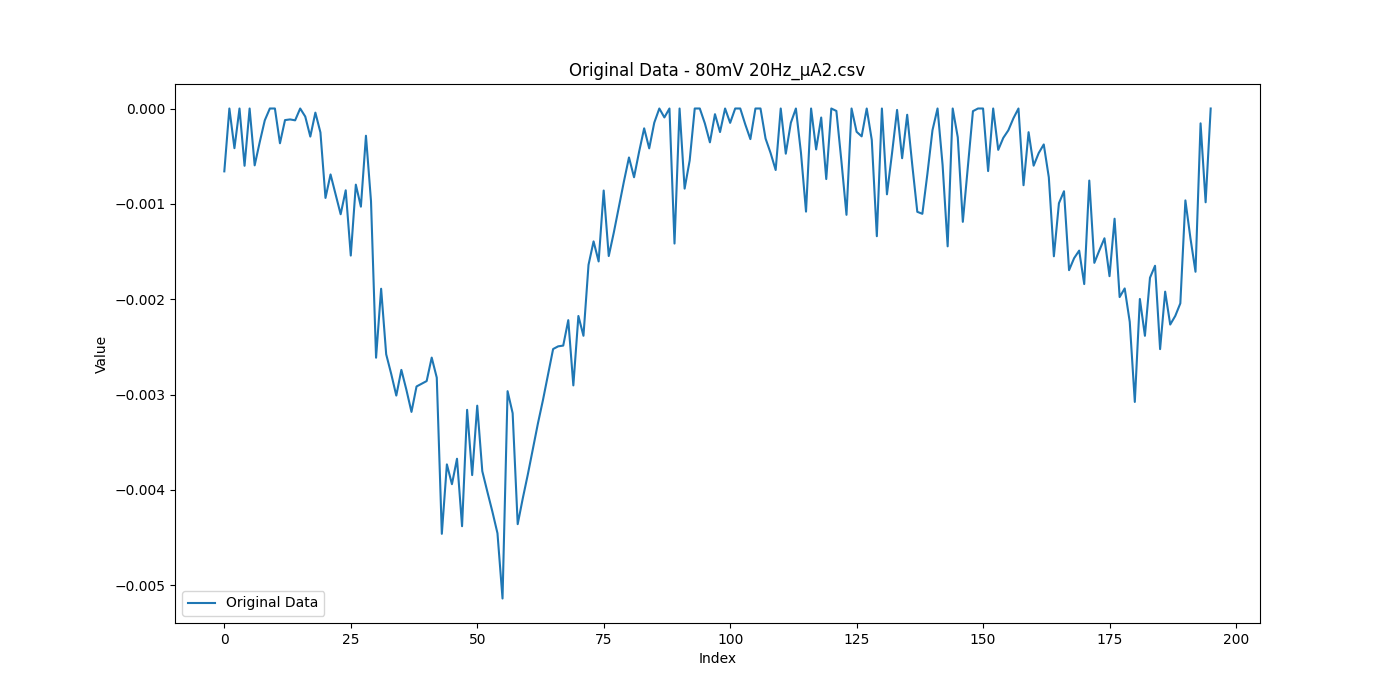 Original Data - 80mV 20Hz_μA2.csv
0.000
−0.001
−0.002
−0.003
−0.004
−0.005
Value
Original Data
0 25 50 75 100 125 150 175 200
Index